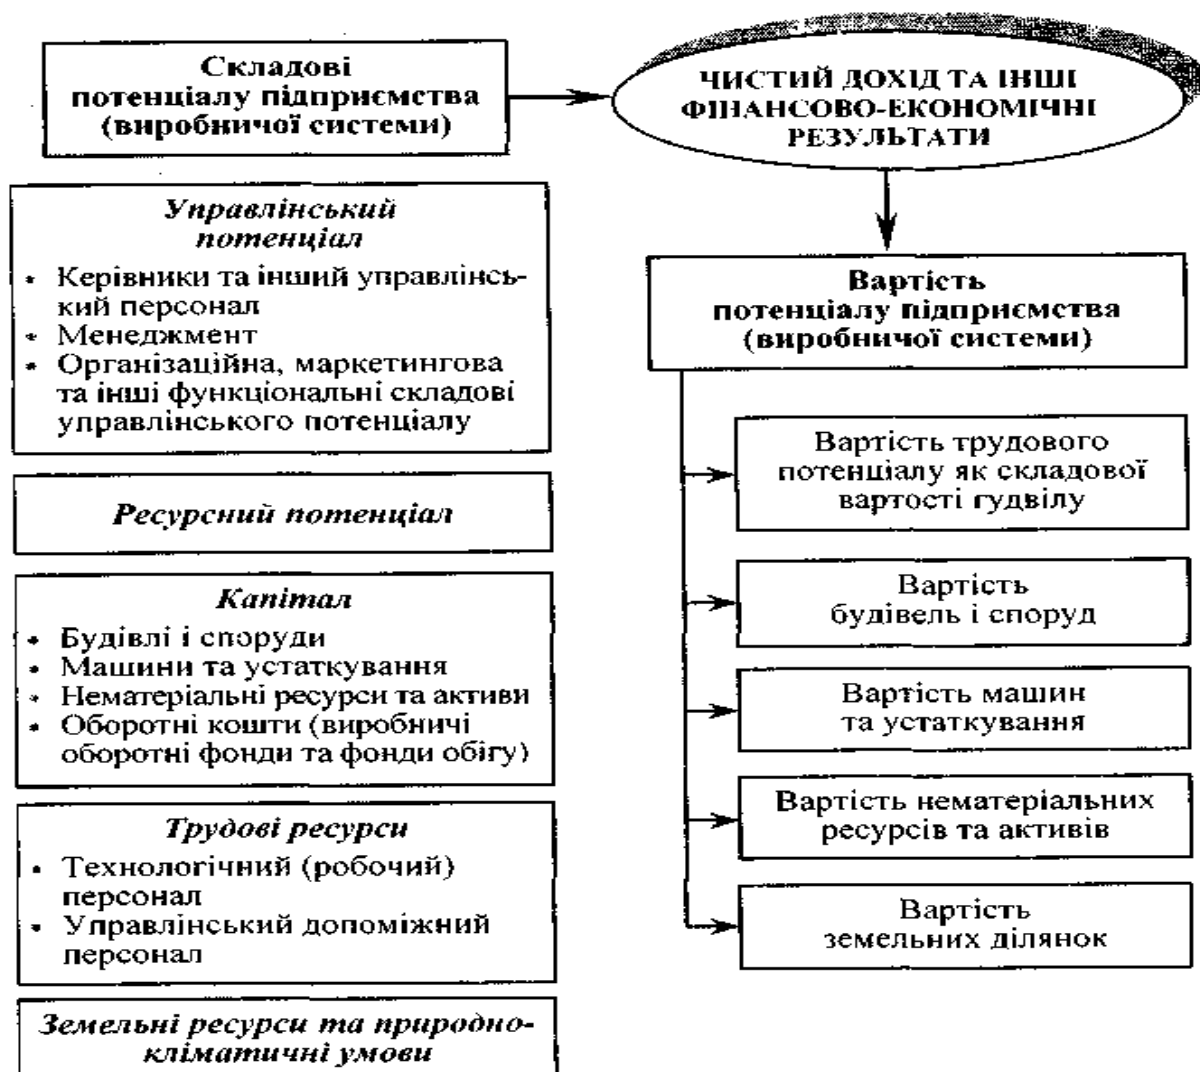 Складові
потенціалу підприємства
(виробничої системи)
ЧИСТИЙ ДОХІД ТА ІНШІ
ФІНАНСОВО-ЕКОНОМІЧНІ
РЕЗУЛЬТАТИ
Управлінський
потенціал
• Керівники та інший управлінсь-
кий персонал
• Менеджмент
• Організаційна, маркетингова
та інші функціональні складові
управлінського потенціалу
Ресурсний потенціал
Капітал
• Будівлі і споруди
• Машини та устаткування
• Нематеріальні ресурси та активи
• Оборотні кошти (виробничі
оборотні фонди та фонди обігу)
Трудові ресурси
• Технологічний (робочий)
персонал
• Управлінський допоміжний
персонал
Земельні ресурси та природно-
кліматичні умови
Вартість
потенціалу підприємства
(виробничої системи)
Вартість трудового
потенціалу як складової
вартості гудвілу
Вартість
будівель і споруд
Вартість машин
та устаткування
Вартість нематеріальних
ресурсів та активів
Вартість
земельних ділянок